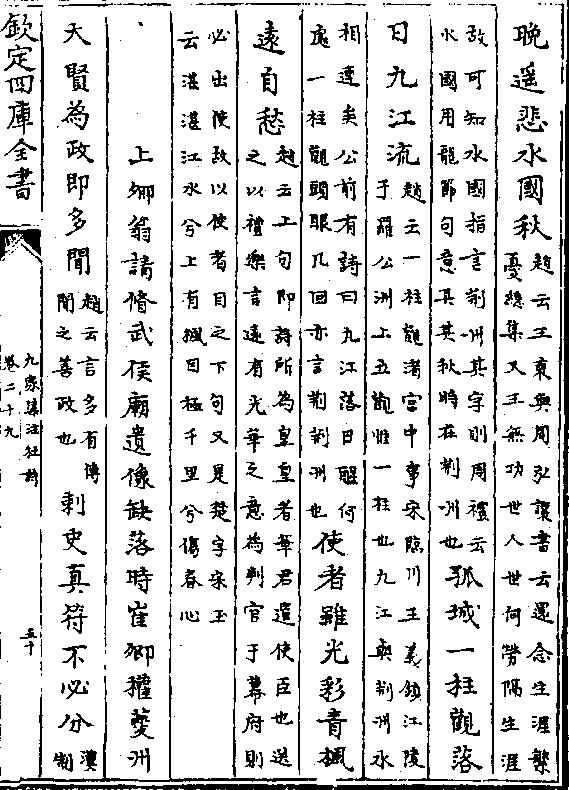 晚遥悲水國秋趙云王東與周弘讓書云還念生涯繁
憂總集又王無功世人世何勞隔生涯
故可知水國指言荆州其字則周禮云
水國用龍節句意具其秋時在荆州也孤城一柱觀落
日九江流趙云一柱觀渚宫中事宋臨川王義鎮江陵
于羅公洲上立觀惟一柱也九江與荆州水
相連矣公前有詩曰九江落日醒何
處一柱觀頭眼几回亦言荆荆州也使者雖光彩青楓
遠自愁趙云上句即詩所為皇皇者華君遣使臣也送
之以禮樂言遠有光華之意為判官于幕府則
必出使故以使者目之下句又是楚字宋玉
云湛湛江水兮上有楓目極千里兮傷春心
上卿翁請脩武侯廟遺像缺落時崔卿權夔州
大賢為政即多聞趙云言多有傳
聞之善政也刺史真符不必分漢
制
欽定四庫全書
九家集注杜詩
卷二十九
五十